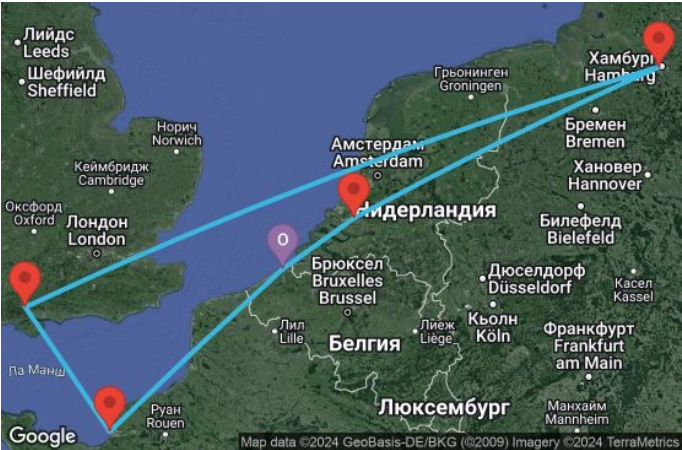 Лийдс
Leeds
Шефийлд
Sheffield
Хамбург
Hamburg
Грьонинген
Groningen
Норич
Norwich
Бремен
Bremen
Амстердам
Amsterdam
Кеймбридж
Cambridge
Хановер
Hannover
Оксфорд
Oxford
Лондон
London
Нидерландия
Билефелд
Bielefeld
O
Брюксел
Bruxelles
Brussel
Дюселдорф
Düsseldorf
Касел
Kassel
Кьолн
Köln
Лил
Lille
Лиеж
Liège
Белгия
Франкфурт
Frankfurt
am Main
Ла Манш
Люксембург
Руан
Rouen
Манхайм
Mannheim
Google
Map data ©2024 GeoBasis-DE/BKG (©2009) Imagery ©2024 TerraMetrics